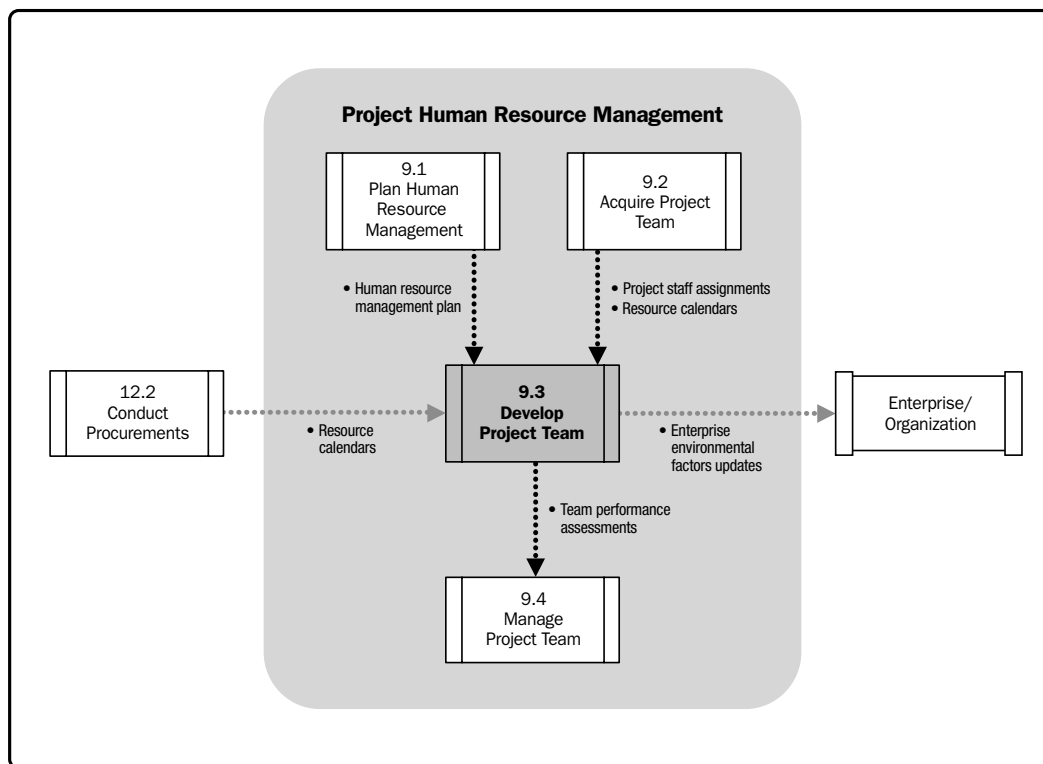 Project Human Resource Management
9.1
Plan Human
Resource
Management
9.2
Acquire Project
Team
• Human resource
management plan
• Project staff assignments
• Resource calendars
12.2
Conduct
Procurements
• Resource
calendars
9.3
Develop
Project Team
• Enterprise
environmental
factors updates
Enterprise/
Organization
• Team performance
assessments
9.4
Manage
Project Team